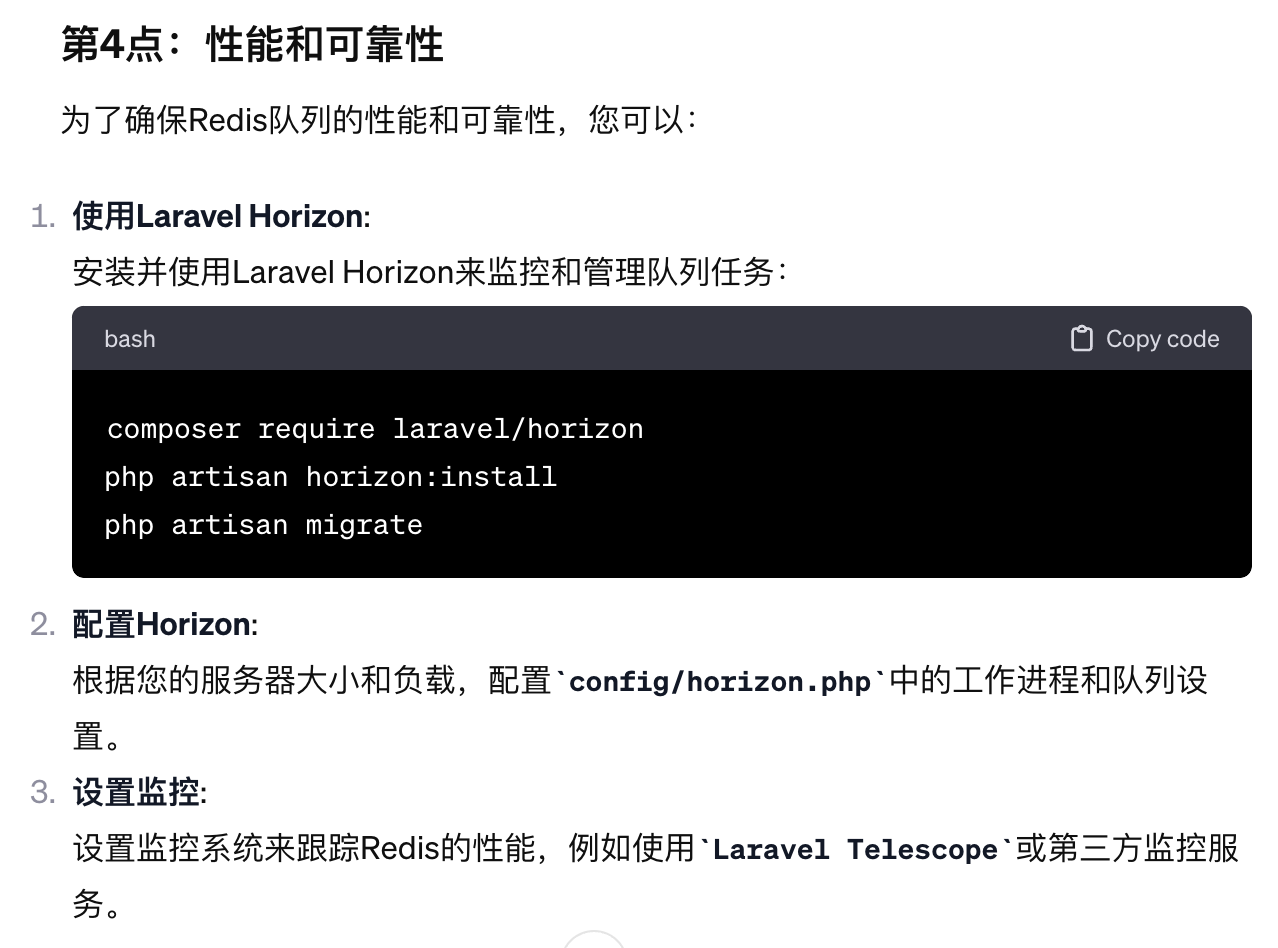 第4点：性能和可靠性
为了确保Redis队列的性能和可靠性，您可以：
1. 使用Laravel Horizon:
安装并使用Laravel Horizon来监控和管理队列任务：
bash Copy code
composer require laravel/horizon
php artisan horizon:install
php artisan migrate
2. 配置Horizon:
根据您的服务器大小和负载，配置`config/horizon.php`中的工作进程和队列设
置。
3. 设置监控:
设置监控系统来跟踪Redis的性能，例如使用`Laravel Telescope`或第三方监控服
务。